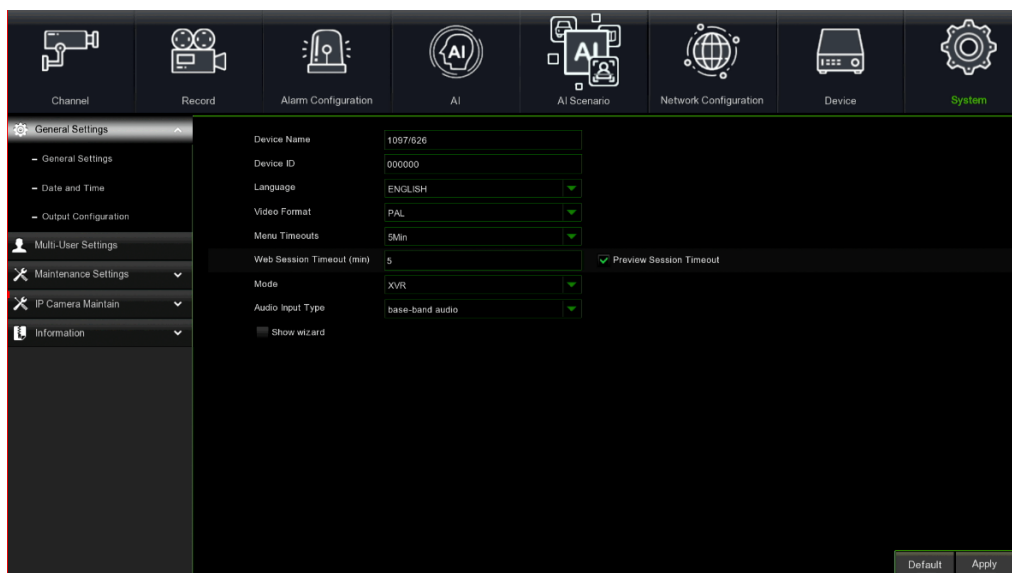 Channel Record Alarm Configuration AI AI Scenario Network Configuration Device System
General Settings
– General Settings
– Date and Time
– Output Configuration
Multi-User Settings
Maintenance Settings
IP Camera Maintain
Information
Device Name 1097/626
Device ID 000000
Language ENGLISH
Video Format PAL
Menu Timeouts 5Min
Web Session Timeout (min) 5 Preview Session Timeout
Mode XVR
Audio Input Type base-band audio
Show wizard
Default Apply